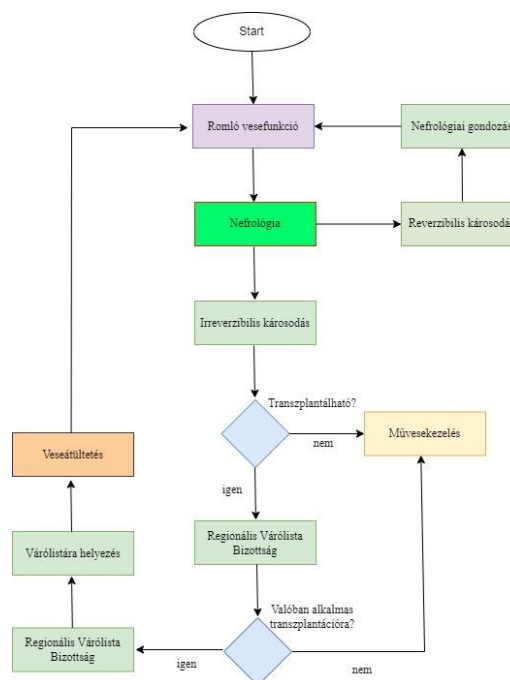 Start
Romló vesefunkció
Nefrológiai gondozás
Nefrológia
Reverzibilis károsodá
Irreverzibilis károsodás
Transzplantálható?
nem
Művesekezelés
igen
Veseátültetés
Regionális Várólista
Bizottság
Várólistára helyezés
Valóban alkalmas
transzplantációra?
Regionális Várólista
Bizottság
igen
nem